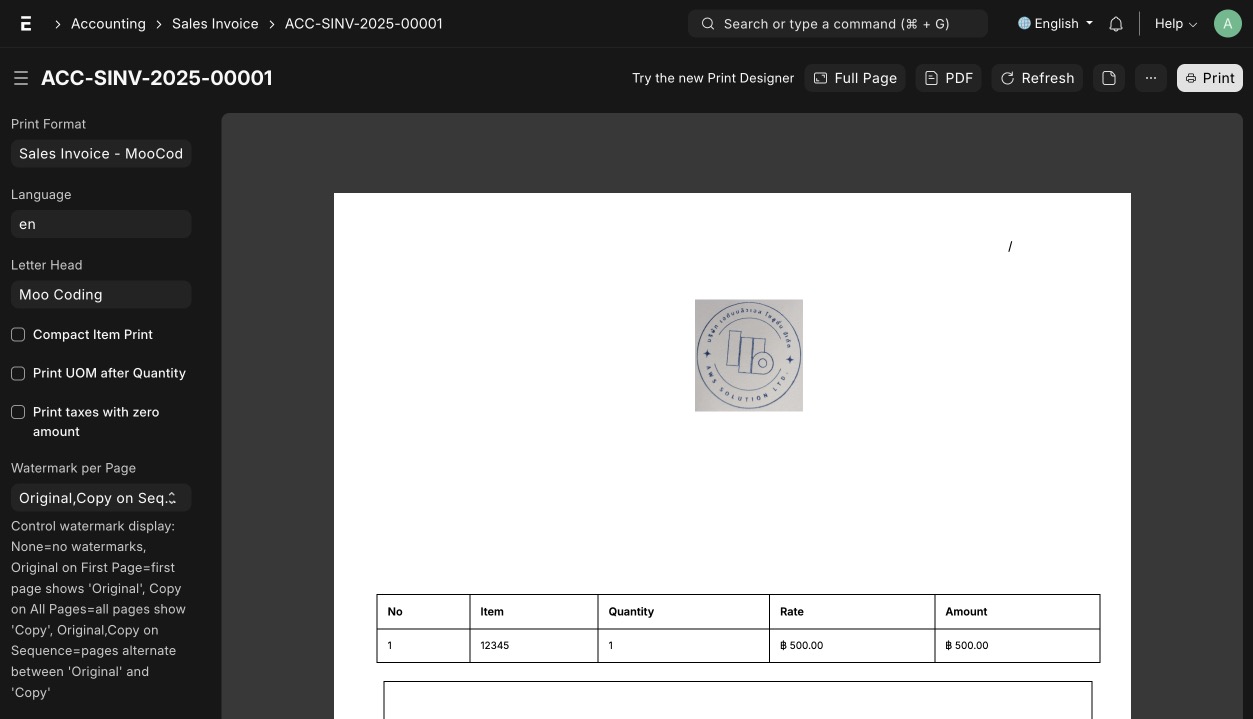 E
Accounting
Sales Invoice
ACC-SINV-2025-00001
Search or type a command (⌘ + G)
English
Help
A
ACC-SINV-2025-00001
Try the new Print Designer
Full Page
PDF
Refresh
...
Print
Print Format
Sales Invoice - MooCod
Language
en
Letter Head
Moo Coding
Compact Item Print
Print UOM after Quantity
Print taxes with zero
amount
Watermark per Page
Original,Copy on Seq...
Control watermark display:
None=no watermarks,
Original on First Page=first
page shows 'Original', Copy
on All Pages=all pages show
'Copy', Original,Copy on
Sequence=pages alternate
between 'Original' and
'Copy'
/
AWS SOLUTION LTD.
No Item Quantity Rate Amount
1 12345 1 ฿ 500.00 ฿ 500.00